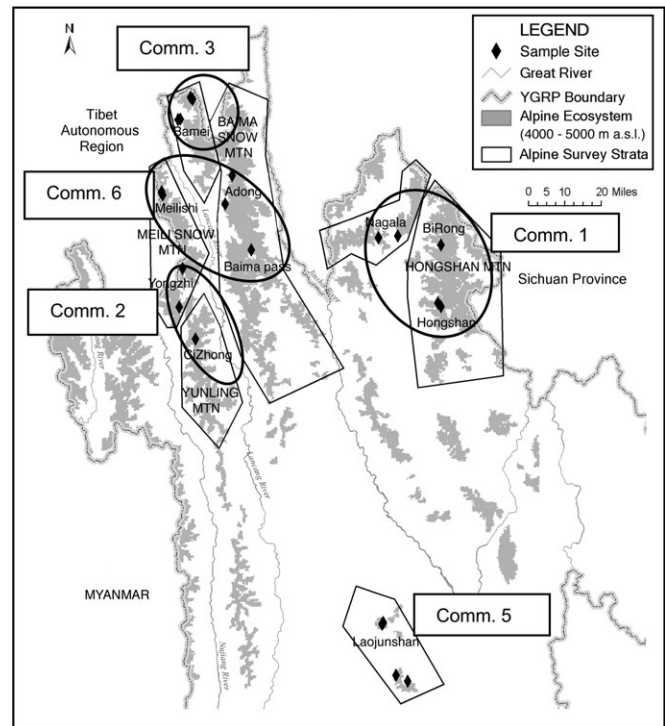 N
Comm. 3
LEGEND
Sample Site
Great River
YGRP Boundary
Alpine Ecosystem
(4000 - 5000 m a.s.l.)
Alpine Survey Strata
0 5 10 20 Miles
Tibet
Autonomous
Region
Bamei
BAIMA
SNOW
MTN
Comm. 6
Adong
Meilishi
MEILI SNOW
MTN
Baima pass
Lancang River
Nagala
BiRong
Comm. 1
HONGSHAN MTN
Sichuan Province
Hongshan
Yongzhi
Comm. 2
CiZhong
YUNLING
MTN
River
Lancang River
MYANMAR
Nujiang River
Comm. 5
Laojunshan